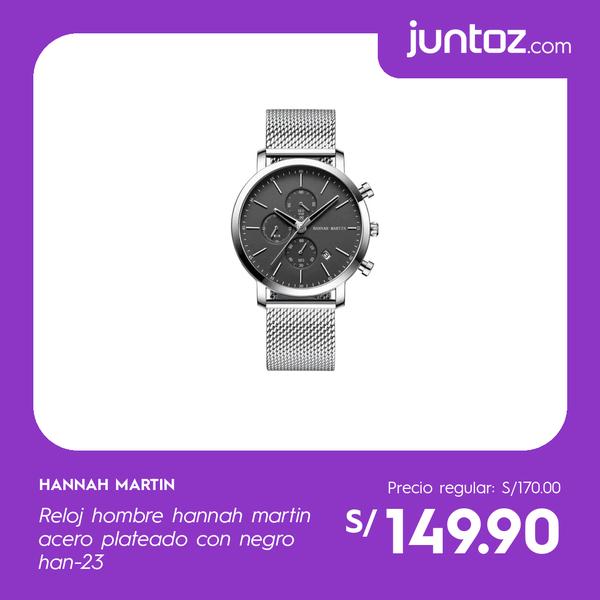 juntoz.com
HANNAH MARTIN
HANNAH MARTIN
Reloj hombre hannah martin
acero plateado con negro
han-23
Precio regular: S/170.00
S/149.90